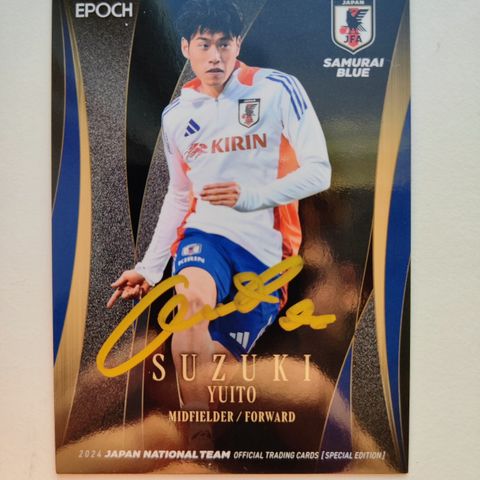 EPOCH
JAPAN
JFA
SAMURAI
BLUE
KIRIN
KIRIN
SUZUKI
YUITO
MIDFIELDER / FORWARD
2024 JAPAN NATIONAL TEAM OFFICIAL TRADING CARDS [SPECIAL EDITION]